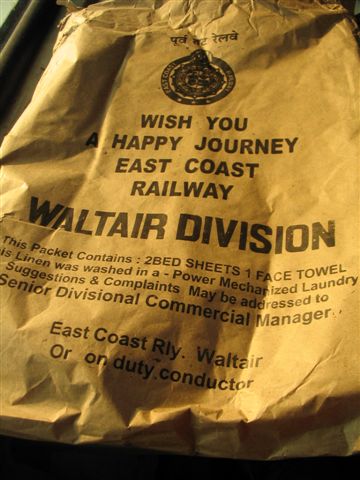 पूर्व तट रेलवे
WISH YOU
A HAPPY JOURNEY
EAST COAST
RAILWAY
WALTAIR DIVISION
This Packet Contains : 2BED SHEETS 1 FACE TOWEL
is Linen was washed in a - Power Mechanized Laundry
Suggestions & Complaints May be addressed to
Senior Divisional Commercial Manager.
East Coast Rly. Waltair
Or on duty conductor